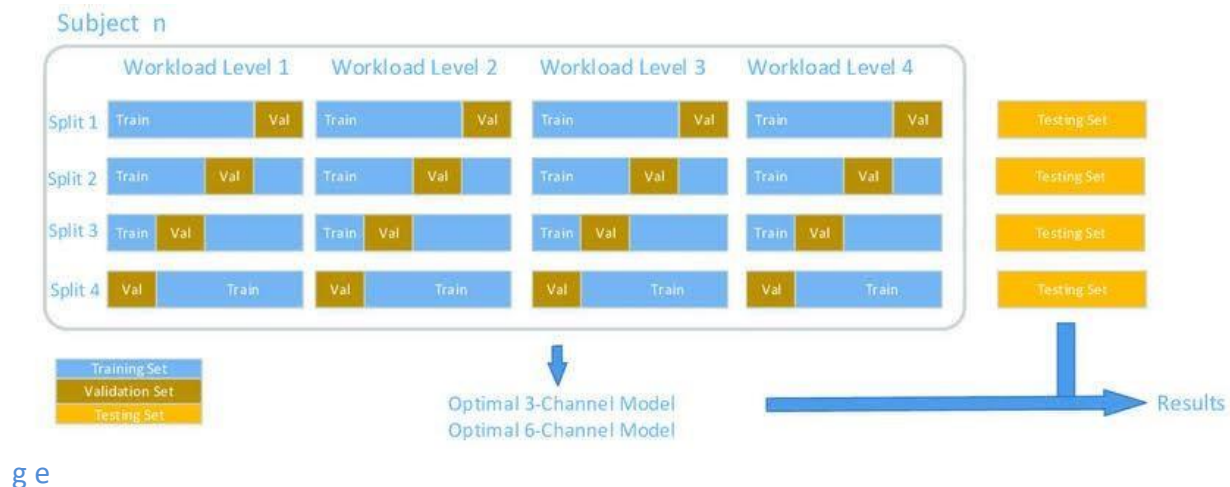 Subject n
Workload Level 1 Workload Level 2 Workload Level 3 Workload Level 4
Split 1 Train Val Train Val Train Val Train Val Testing Set
Split 2 Train Val Train Val Train Val Train Val Testing Set
Split 3 Train Val Train Val Train Val Train Val Testing Set
Split 4 Val Train Val Train Val Train Val Train Testing Set
Training Set
Validation Set
Testing Set
Optimal 3-Channel Model
Optimal 6-Channel Model
Results
g e